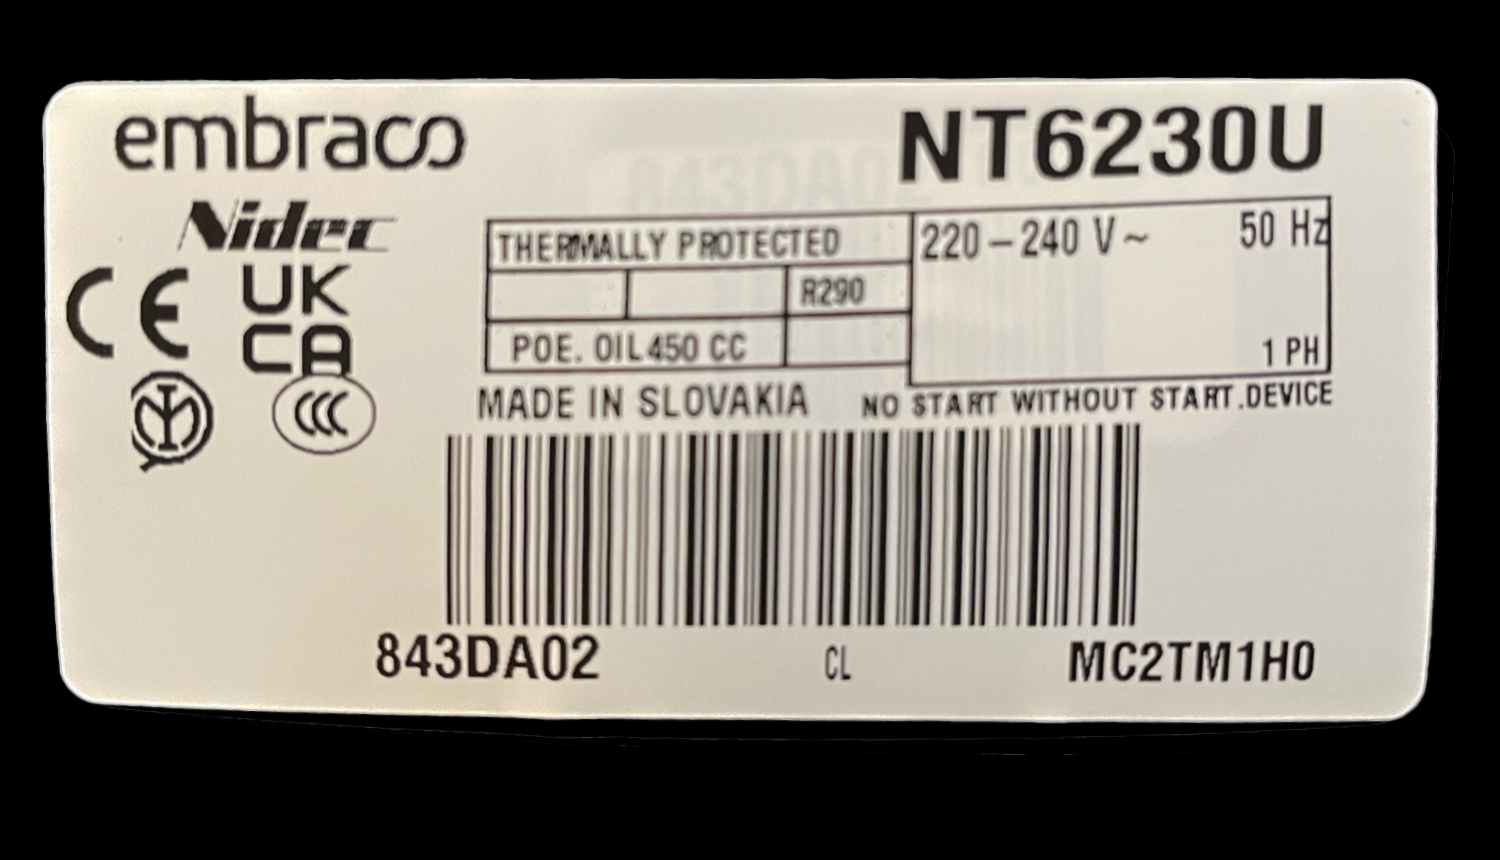 embraco
NT6230U
Nidec
THERMALLY PROTECTED
220-240 V~ 50 Hz
CE UK
CA
R290
POE. OIL 450 CC
1 PH
MADE IN SLOVAKIA
NO START WITHOUT START.DEVICE
CCC
843DA02 CL MC2TM1H0